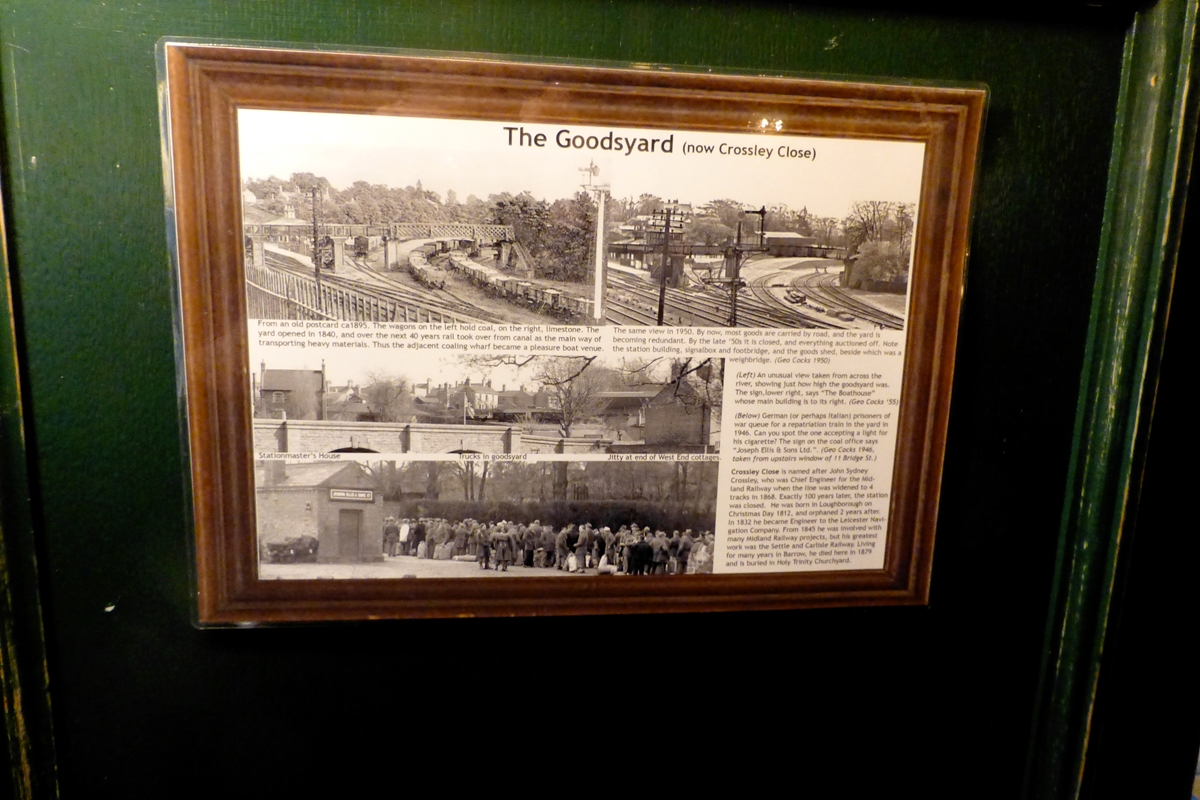 The Goodsyard (now Crossley Close)
From an old postcard ca1895. The wagons on the left hold coal, on the right, limestone. The
yard opened in 1840, and over the next 40 years rail took over from canal as the main way of
transporting heavy materials. Thus the adjacent coaling wharf became a pleasure boat venue.
The same view in 1950. By now, most goods are carried by road, and the yard is
becoming redundant. By the late '50s it is closed, and everything auctioned off. Note
the station building, signalbox and footbridge, and the goods shed, beside which was a
weighbridge. (Geo Cocks 1950)
(Left) An unusual view taken from across the
river, showing just how high the goodsyard was.
The sign,lower right, says "The Boathouse"
whose main building is to its right. (Geo Cocks '55)
(Below) German (or perhaps Italian) prisoners of
war queue for a repatriation train in the yard in
1946. Can you spot the one accepting a light for
his cigarette? The sign on the coal office says
"Joseph Ellis & Sons Ltd.". (Geo Cocks 1946,
taken from upstairs window of 11 Bridge St.)
Stationmaster's House
Trucks in goodsyard
Jitty at end of West End cottages.
Crossley Close is named after John Sydney
Crossley, who was Chief Engineer for the Mid-
land Railway when the line was widened to 4
tracks in 1868. Exactly 100 years later, the station
was closed. He was born in Loughborough on
Christmas Day 1812, and orphaned 2 years after.
In 1832 he became Engineer to the Leicester Navi-
gation Company. From 1845 he was involved with
many Midland Railway projects, but his greatest
work was the Settle and Carlisle Railway. Living
for many years in Barrow, he died here in 1879
and is buried in Holy Trinity Churchyard.